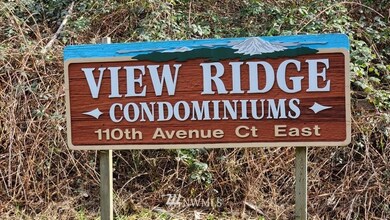 VIEW RIDGE
CONDOMINIUMS
110th Avenue Ct East
NWMLS